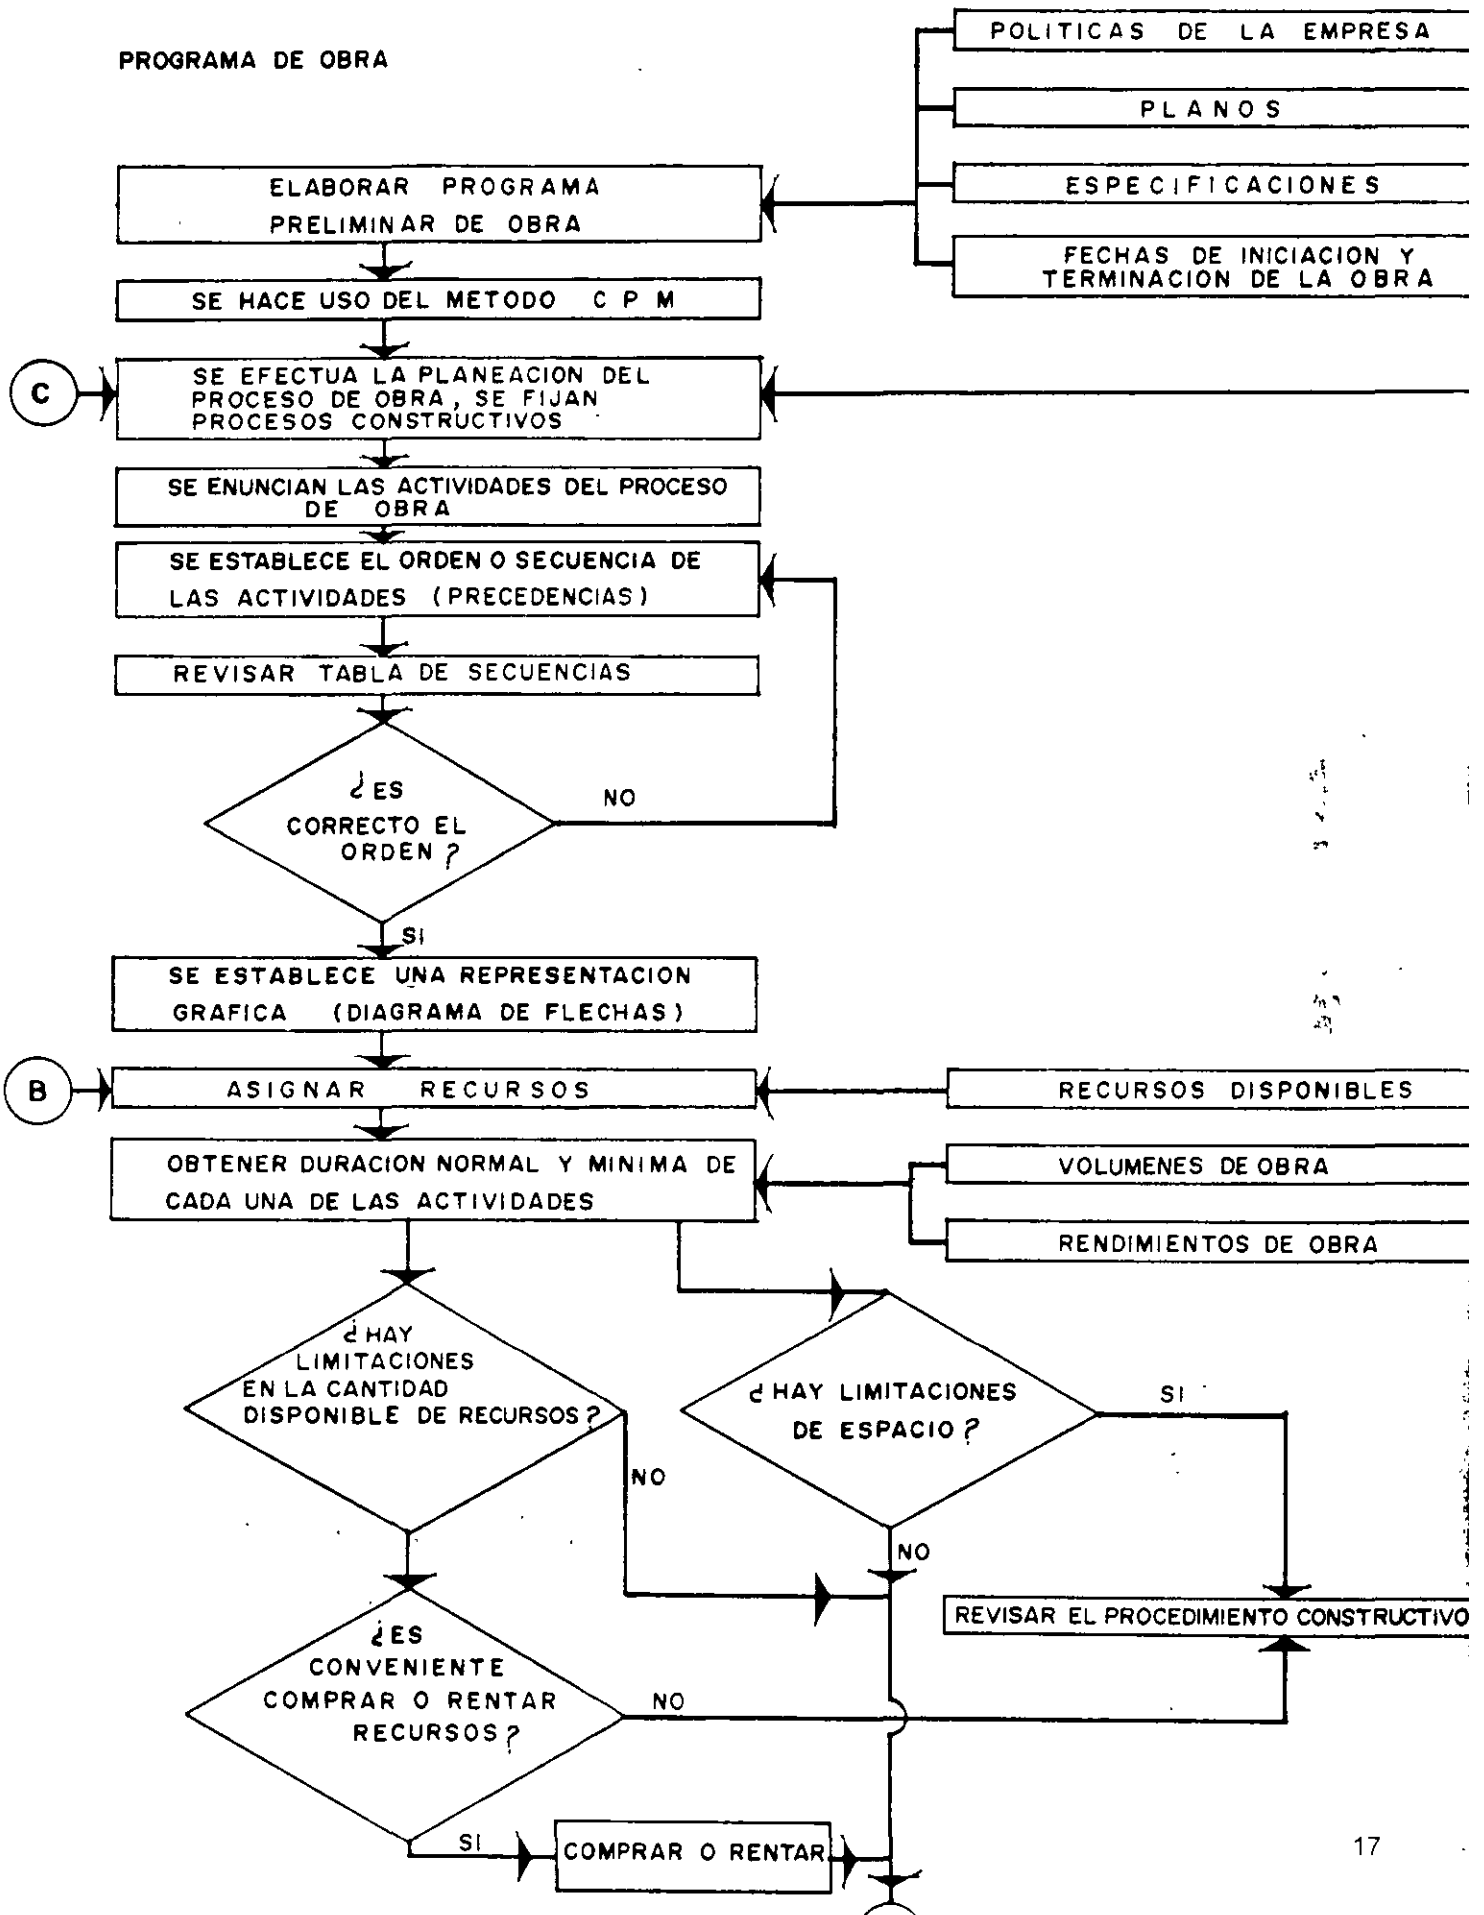 PROGRAMA DE OBRA
POLITICAS DE LA EMPRESA
PLANOS
ESPECIFICACIONES
FECHAS DE INICIACION Y
TERMINACION DE LA OBRA
ELABORAR PROGRAMA
PRELIMINAR DE OBRA
SE HACE USO DEL METODO C P M
C
SE EFECTUA LA PLANEACION DEL
PROCESO DE OBRA, SE FIJAN
PROCESOS CONSTRUCTIVOS
SE ENUNCIAN LAS ACTIVIDADES DEL PROCESO
DE OBRA
SE ESTABLECE EL ORDEN O SECUENCIA DE
LAS ACTIVIDADES (PRECEDENCIAS)
REVISAR TABLA DE SECUENCIAS
¿ES
CORRECTO EL
ORDEN?
NO
SI
SE ESTABLECE UNA REPRESENTACION
GRAFICA (DIAGRAMA DE FLECHAS)
B
ASIGNAR RECURSOS
RECURSOS DISPONIBLES
OBTENER DURACION NORMAL Y MINIMA DE
CADA UNA DE LAS ACTIVIDADES
VOLUMENES DE OBRA
RENDIMIENTOS DE OBRA
¿HAY
LIMITACIONES
EN LA CANTIDAD
DISPONIBLE DE RECURSOS?
NO
¿HAY LIMITACIONES
DE ESPACIO?
SI
NO
REVISAR EL PROCEDIMIENTO CONSTRUCTIVO
¿ES
CONVENIENTE
COMPRAR O RENTAR
RECURSOS?
NO
SI
COMPRAR O RENTAR
17